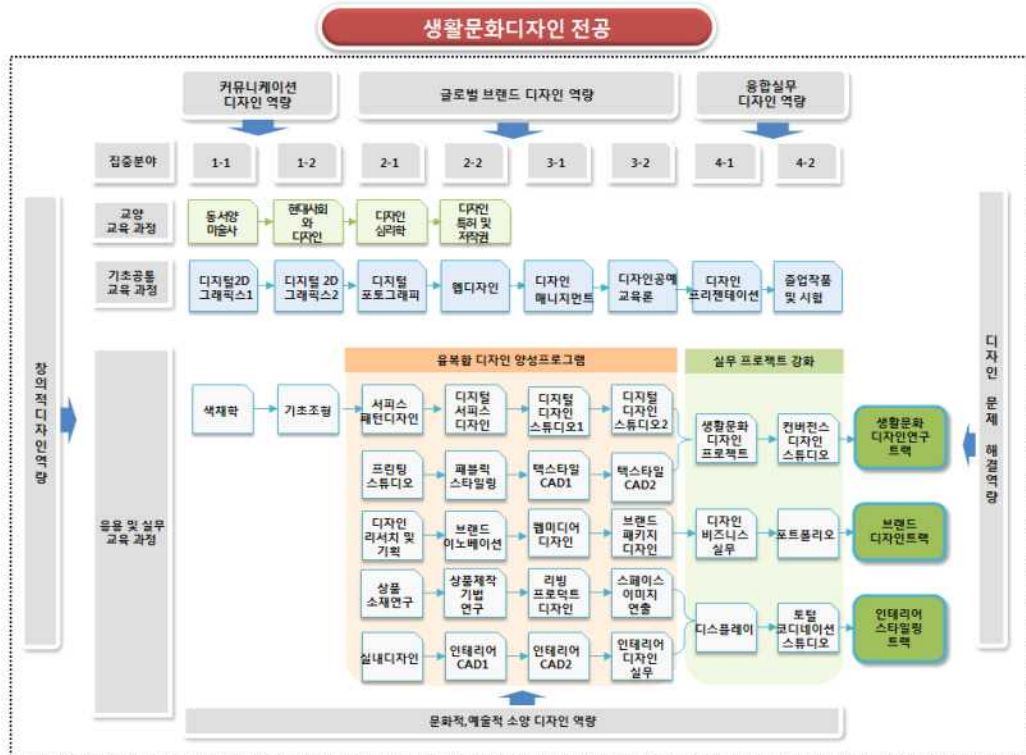 생활문화디자인 전공
커뮤니케이션
디자인 역량
글로벌 브랜드 디자인 역량
융합실무
디자인 역량
집중분야
1-1
1-2
2-1
2-2
3-1
3-2
4-1
4-2
교양
교육 과정
동서양
미술사
현대사회
와
디자인
디자인
심리학
디자인
특허 및
저작권
기초공통
교육 과정
디지털2D
그래픽스1
디지털 2D
그래픽스2
디지털
포토그래피
웹디자인
디자인
매니지먼트
디자인공예
교육론
디자인
프리젠테이션
졸업작품
및 시험
창의적디자인역량
디자인 문제 해결역량
응용 및 실무
교육 과정
융복합 디자인 양성프로그램
실무 프로젝트 강화
색채학
기초조형
서피스
패턴디자인
디지털
서피스
디자인
디지털
디자인
스튜디오1
디지털
디자인
스튜디오2
생활문화
디자인
프로젝트
컨버전스
디자인
스튜디오
생활문화
디자인연구
트랙
프린팅
스튜디오
패브릭
스타일링
텍스타일
CAD1
텍스타일
CAD2
디자인
리서치 및
기획
브랜드
이노베이션
웹미디어
디자인
브랜드
패키지
디자인
디자인
비즈니스
실무
포트폴리오
브랜드
디자인트랙
상품
소재연구
상품제작
기법
연구
리빙
프로덕트
디자인
스페이스
이미지
연출
디스플레이
토털
코디네이션
스튜디오
인테리어
스타일링
트랙
실내디자인
인테리어
CAD1
인테리어
CAD2
인테리어
디자인
실무
문화적,예술적 소양 디자인 역량